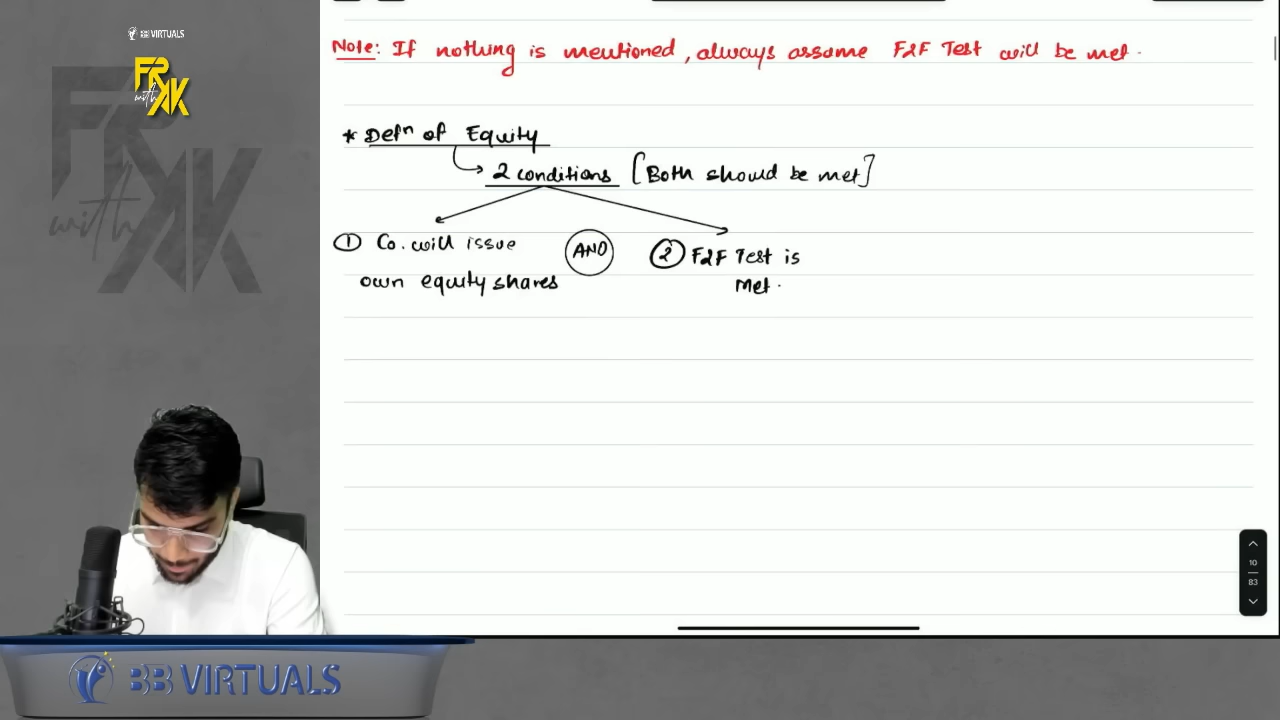 BB VIRTUALS
FR with AK
Note: If nothing is mentioned, always assume F2F Test will be met.
* Defn of Equity
2 conditions [Both should be met]
① Co. will issue own equity shares
AND
② F2F Test is Met.
10
83
BB VIRTUALS